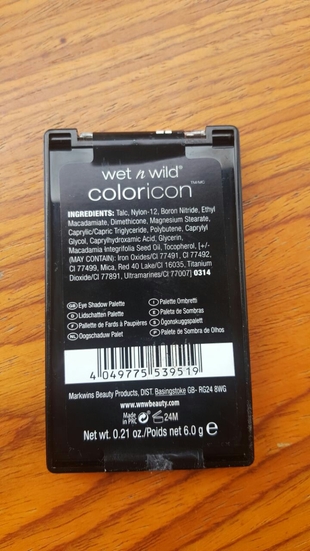 wet n wild®
coloricon
INGREDIENTS: Talc, Nylon-12, Boron Nitride, Ethyl
Macadamiate, Dimethicone, Magnesium Stearate,
Caprylic/Capric Triglyceride, Polybutene, Caprylyl
Glycol, Caprylhydroxamic Acid, Glycerin,
Macadamia Integrifolia Seed Oil, Tocopherol, [+/-
(MAY CONTAIN): Iron Oxides/CI 77491, CI 77492,
CI 77499, Mica, Red 40 Lake/CI 16035, Titanium
Dioxide/CI 77891, Ultramarines/CI 77007] 0314
GB Eye Shadow Palette
D Lidschatten Palette
F Pallette de Fards à Paupières
NL Oogschaduw Palet
I Palette Ombretti
E Paleta de Sombras
S Ögonskuggspalett
P Paleta de Sombra de Olhos
4 049775 539519
Markwins Beauty Products, DIST. Basingstoke GB- RG24 8WG
www.wnwbeauty.com
Made in PRC 24M
Net wt. 0.21 oz./Poids net 6.0 g e